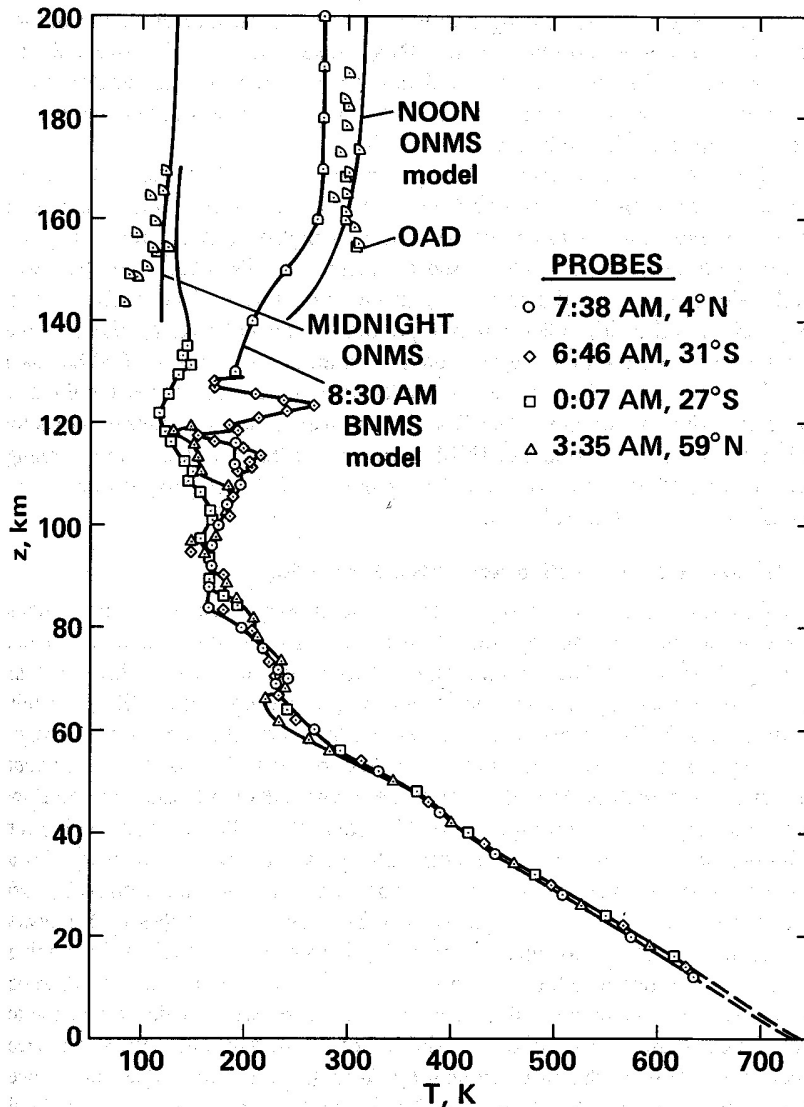 200
180
160
140
120
100
80
60
40
20
0
z, km
100
200
300
400
500
600
700
T, K
NOON
ONMS
model
OAD
MIDNIGHT
ONMS
8:30 AM
BNMS
model
PROBES
7:38 AM, 4°N
6:46 AM, 31°S
0:07 AM, 27°S
3:35 AM, 59°N